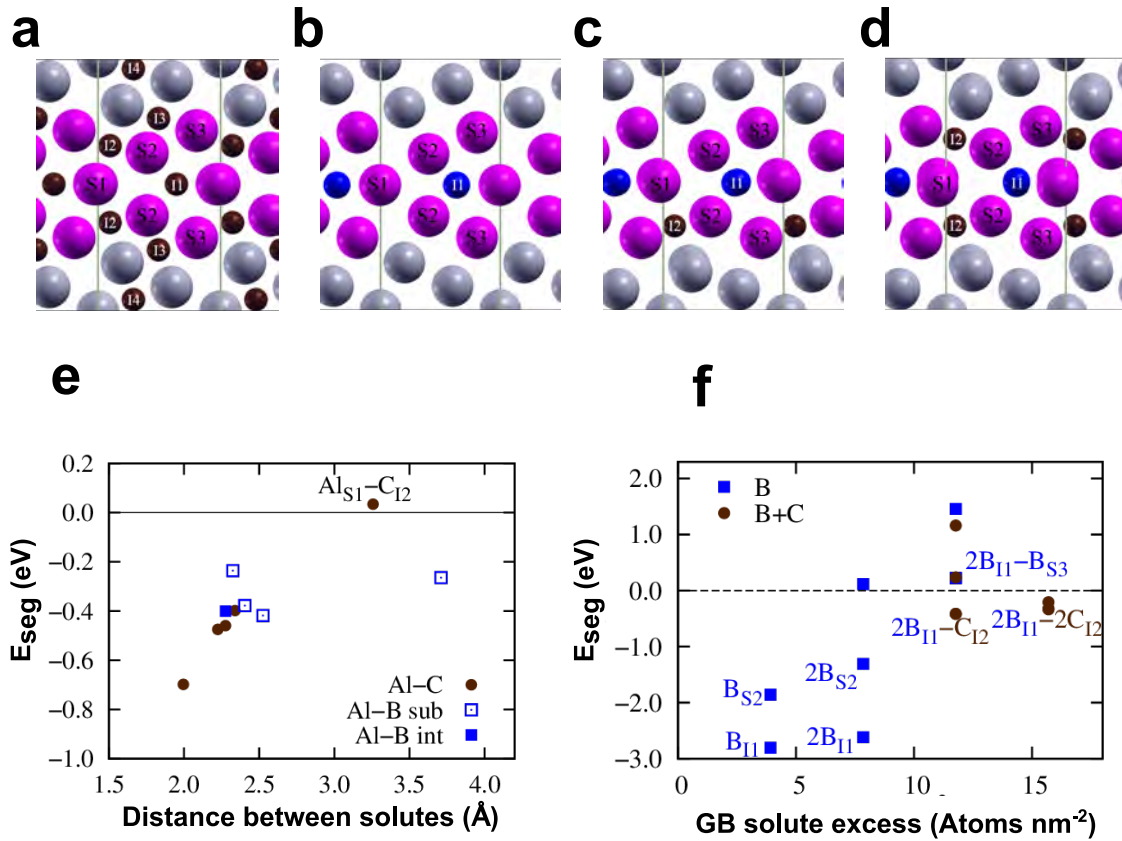 a
b
c
d
I4
I3
S3
I2
S2
S1
I1
I2
S2
I3
S3
I4
S3
S2
S1
I1
S2
S3
S3
S2
S1
I1
S2
I2
S3
S3
I2
S2
S1
I1
I2
S2
S3
e
f
0.2
0.0
−0.2
−0.4
−0.6
−0.8
−1.0
Eseg (eV)
AlS1−CI2
Al−C
Al−B sub
Al−B int
1.5 2.0 2.5 3.0 3.5 4.0
Distance between solutes (Å)
2.0
1.0
0.0
−1.0
−2.0
−3.0
Eseg (eV)
B
B+C
2BI1−BS3
2BI1−CI2
2BI1−2CI2
BS2
2BS2
BI1
2BI1
0 5 10 15
GB solute excess (Atoms nm-2)